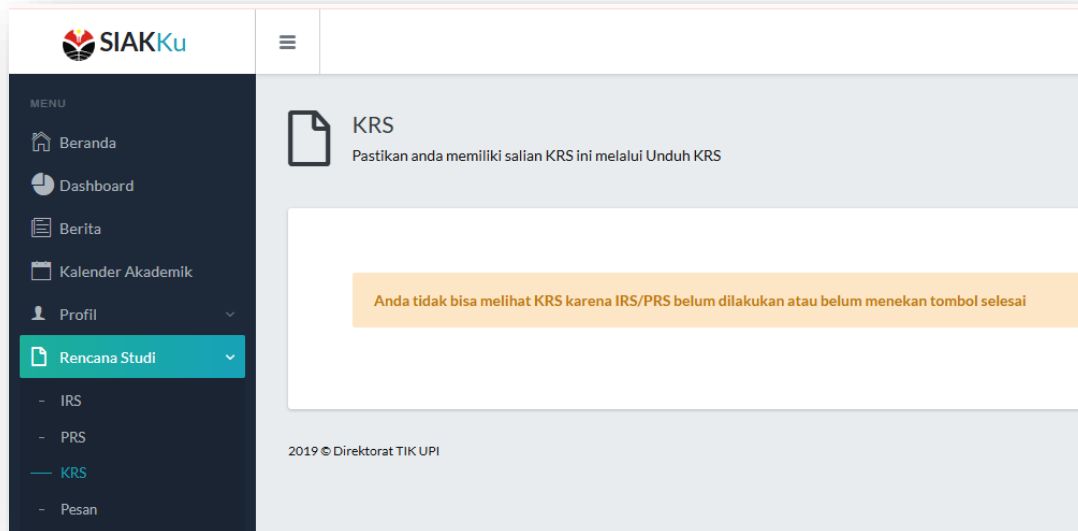 SIAKKu
MENU
Beranda
Dashboard
Berita
Kalender Akademik
Profil
Rencana Studi
- IRS
- PRS
KRS
- Pesan
KRS
Pastikan anda memiliki salian KRS ini melalui Unduh KRS
Anda tidak bisa melihat KRS karena IRS/PRS belum dilakukan atau belum menekan tombol selesai
2019 © Direktorat TIK UPI